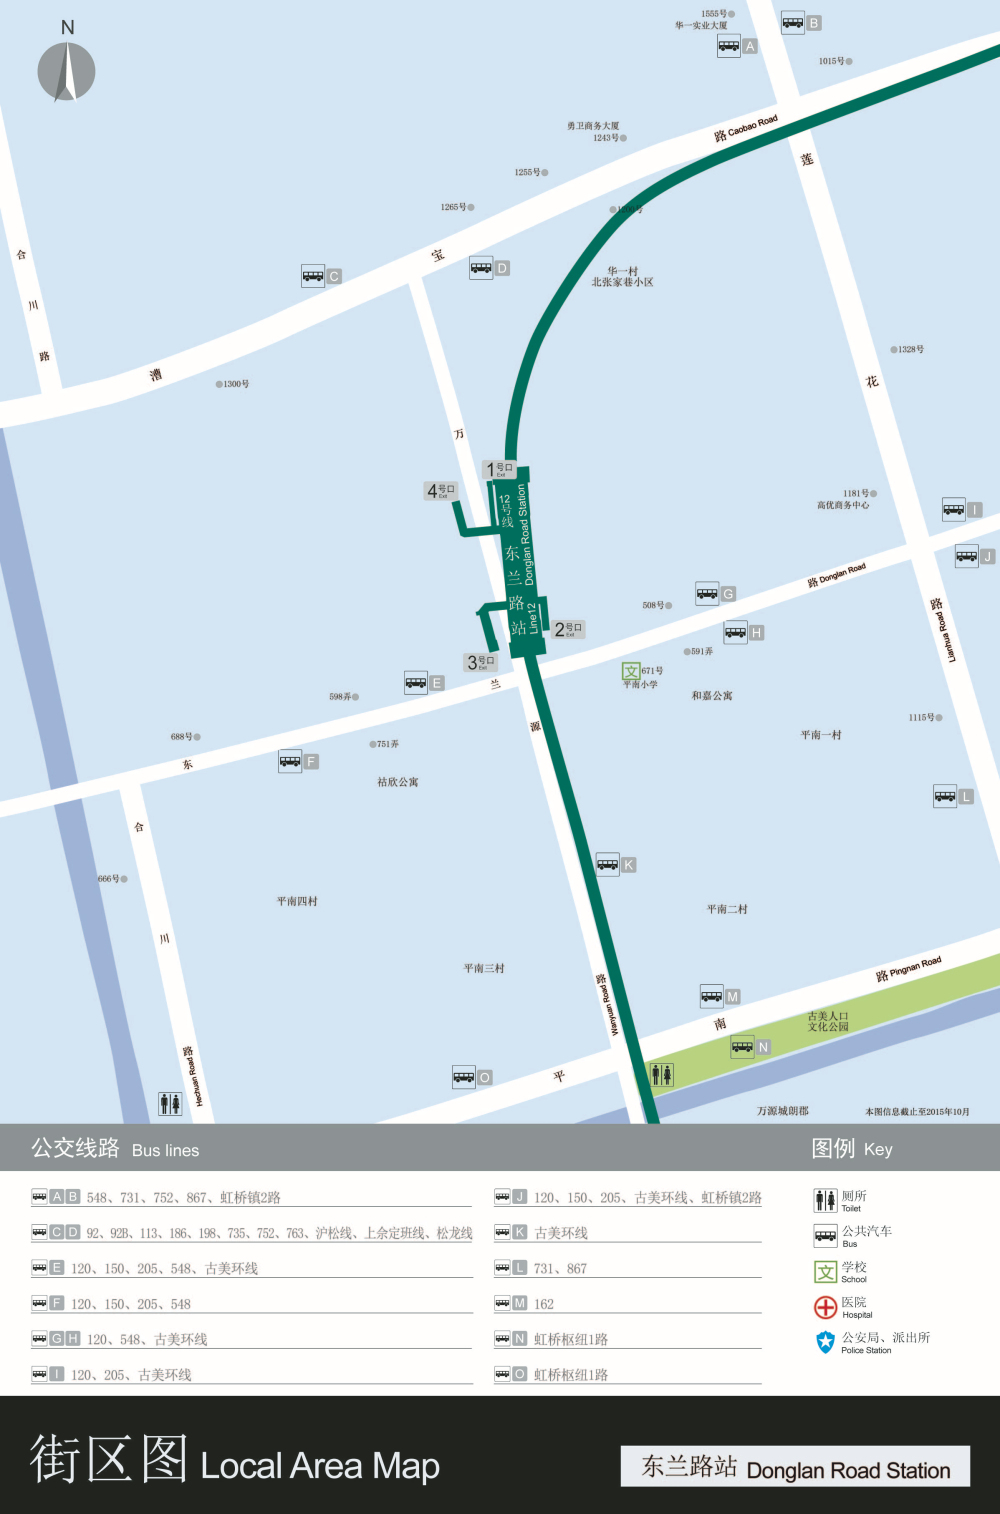 N
1555号
华一实业大厦
B
A
1015号
勇卫商务大厦
1243号
路 Caobao Road
莲
1255号
1265号
宝
合
川
路
C
D
华一村
北张家巷小区
漕
1300号
1328号
花
万
1号口
Exit
4号口
Exit
12号线
东兰路站
Donglan Road Station
Line12
1181号
高优商务中心
I
J
路 Donglan Road
G
508号
H
2号口
Exit
路
Lianhua Road
591弄
3号口
Exit
文
671号
平南小学
兰
E
598弄
和嘉公寓
源
1115号
平南一村
688号
751弄
东
F
祜欣公寓
L
合
K
666号
平南四村
平南二村
川
平南三村
路 Pingnan Road
路
Wanyuan Road
M
南
古美人口
文化公园
N
路
Hechuan Road
平
O
万源城朗郡
本图信息截止至2015年10月
公交线路 Bus lines
图例 Key
A B 548、731、752、867、虹桥镇2路
C D 92、92B、113、186、198、735、752、763、沪松线、上佘定班线、松龙线
E 120、150、205、548、古美环线
F 120、150、205、548
G H 120、548、古美环线
I 120、205、古美环线
J 120、150、205、古美环线、虹桥镇2路
K 古美环线
L 731、867
M 162
N 虹桥枢纽1路
O 虹桥枢纽1路
厕所
Toilet
公共汽车
Bus
文 学校
School
医院
Hospital
公安局、派出所
Police Station
街区图 Local Area Map
东兰路站 Donglan Road Station